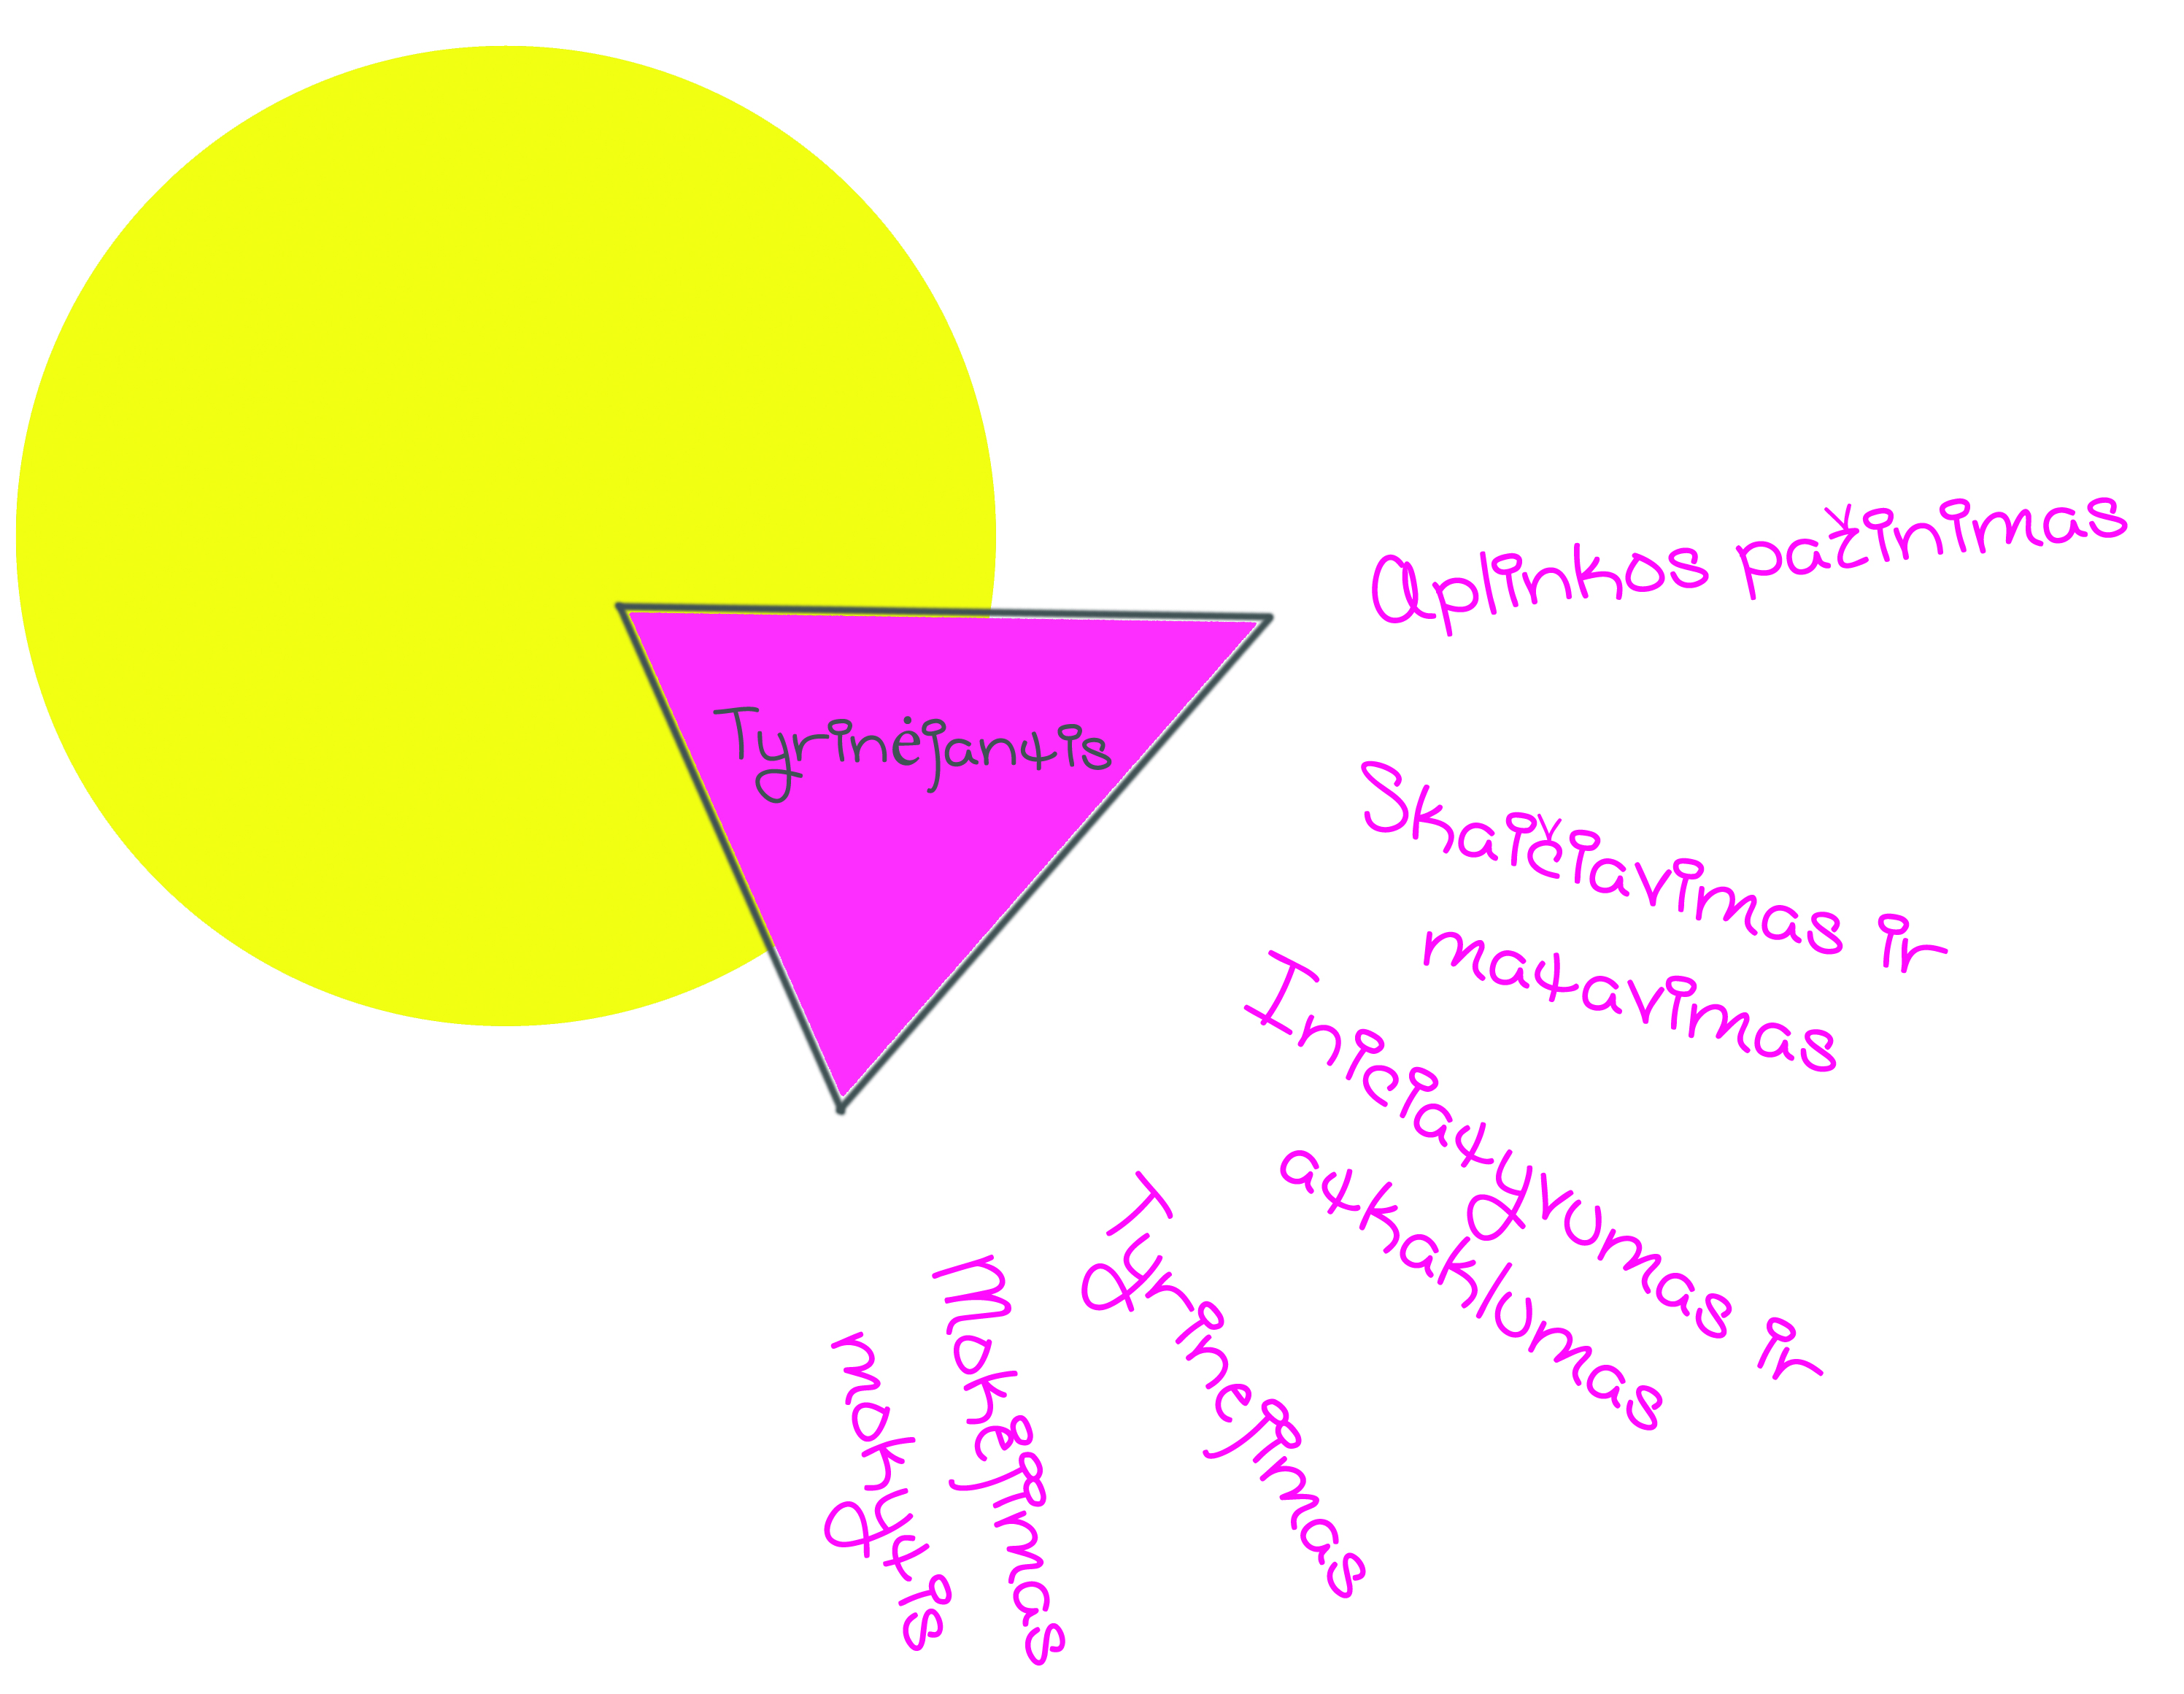 Tyrinėjantis
Aplinkos pažinimas
Skaičiavimas ir
matavimas
Iniciatyvumas ir
atkaklumas
Tyrinėjimas
Mokėjimas
mokytis